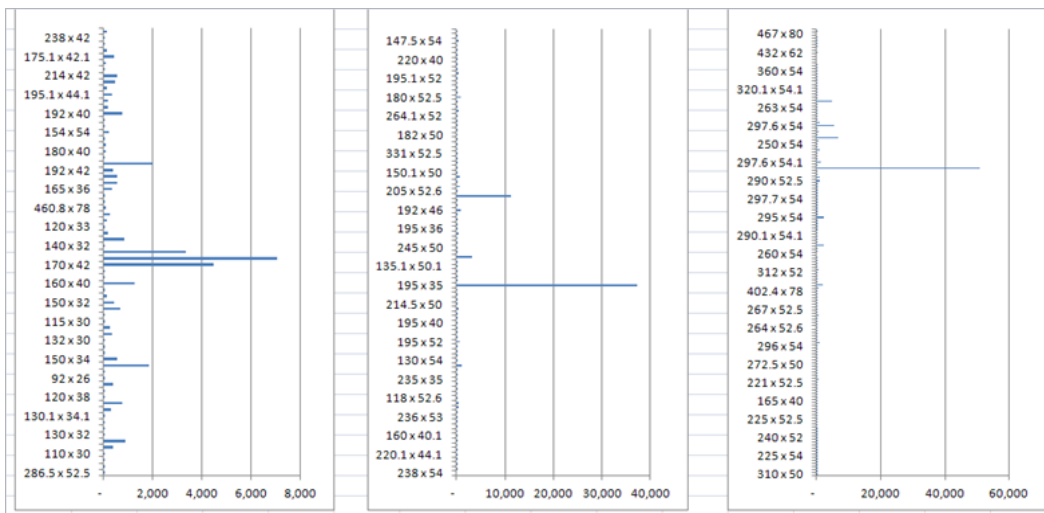 238 x 42
175.1 x 42.1
214 x 42
195.1 x 44.1
192 x 40
154 x 54
180 x 40
192 x 42
165 x 36
460.8 x 78
120 x 33
140 x 32
170 x 42
160 x 40
150 x 32
115 x 30
132 x 30
150 x 34
92 x 26
120 x 38
130.1 x 34.1
130 x 32
110 x 30
286.5 x 52.5
- 2,000 4,000 6,000 8,000
147.5 x 54
220 x 40
195.1 x 52
180 x 52.5
264.1 x 52
182 x 50
331 x 52.5
150.1 x 50
205 x 52.6
192 x 46
195 x 36
245 x 50
135.1 x 50.1
195 x 35
214.5 x 50
195 x 40
195 x 52
130 x 54
235 x 35
118 x 52.6
236 x 53
160 x 40.1
220.1 x 44.1
238 x 54
- 10,000 20,000 30,000 40,000
467 x 80
432 x 62
360 x 54
320.1 x 54.1
263 x 54
297.6 x 54
250 x 54
297.6 x 54.1
290 x 52.5
297.7 x 54
295 x 54
290.1 x 54.1
260 x 54
312 x 52
402.4 x 78
267 x 52.5
264 x 52.6
296 x 54
272.5 x 50
221 x 52.5
165 x 40
225 x 52.5
240 x 52
225 x 54
310 x 50
- 20,000 40,000 60,000